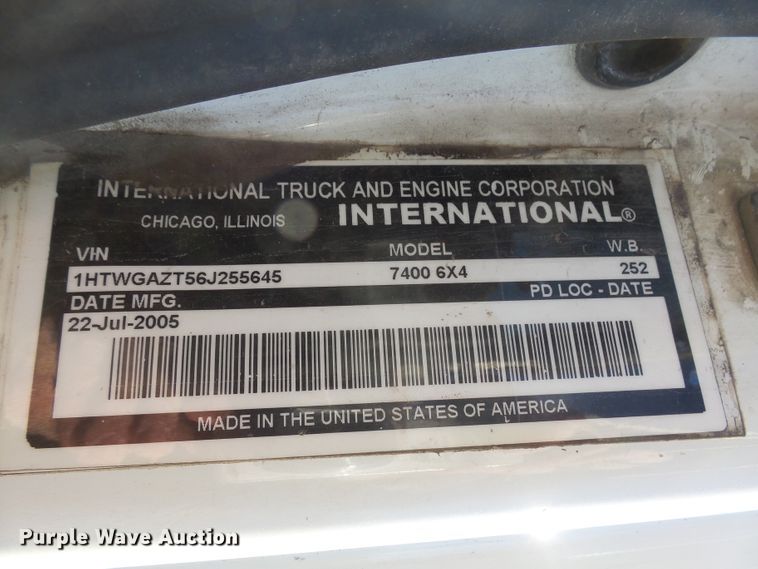 INTERNATIONAL TRUCK AND ENGINE CORPORATION
CHICAGO, ILLINOIS INTERNATIONAL®
VIN MODEL W.B.
1HTWGAZT56J255645 7400 6X4 252
DATE MFG. PD LOC - DATE
22-Jul-2005
MADE IN THE UNITED STATES OF AMERICA
Purple Wave Auction